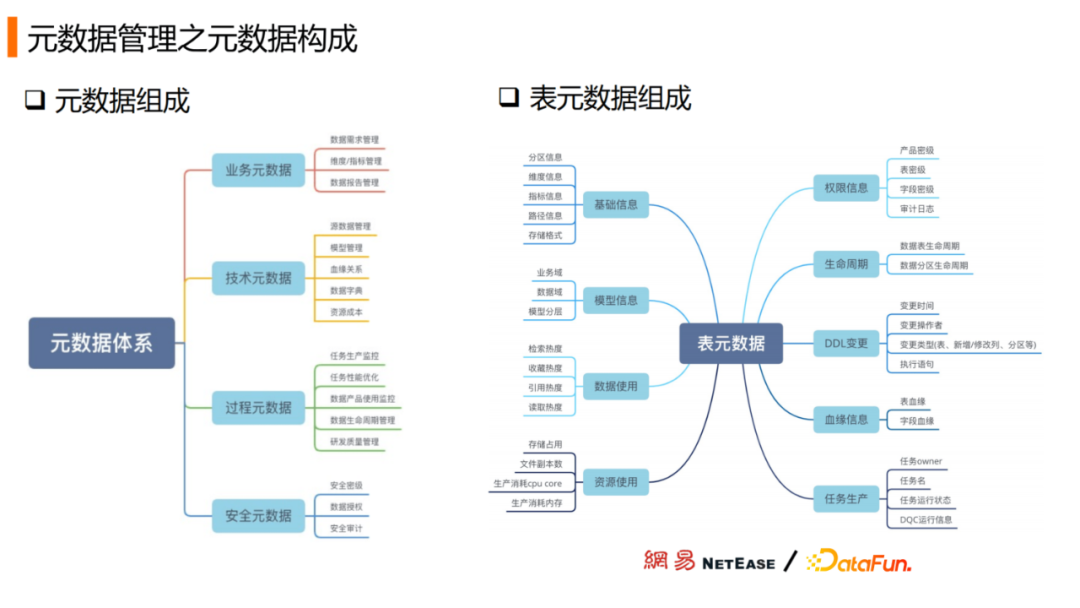 元数据管理之元数据构成
元数据组成
元数据体系
业务元数据
数据需求管理
维度/指标管理
数据报告管理
技术元数据
源数据管理
模型管理
血缘关系
数据字典
资源成本
过程元数据
任务生产监控
任务性能优化
数据产品使用监控
数据生命周期管理
研发质量管理
安全元数据
安全密级
数据授权
安全审计
表元数据组成
表元数据
基础信息
分区信息
维度信息
指标信息
路径信息
存储格式
模型信息
业务域
数据域
模型分层
数据使用
检索热度
收藏热度
引用热度
读取热度
资源使用
存储占用
文件副本数
生产消耗cpu core
生产消耗内存
权限信息
产品密级
表密级
字段密级
审计日志
生命周期
数据表生命周期
数据分区生命周期
DDL变更
变更时间
变更操作者
变更类型(表、新增/修改列、分区等)
执行语句
血缘信息
表血缘
字段血缘
任务生产
任务owner
任务名
任务运行状态
DQC运行信息
網易 NETEASE / DataFun.